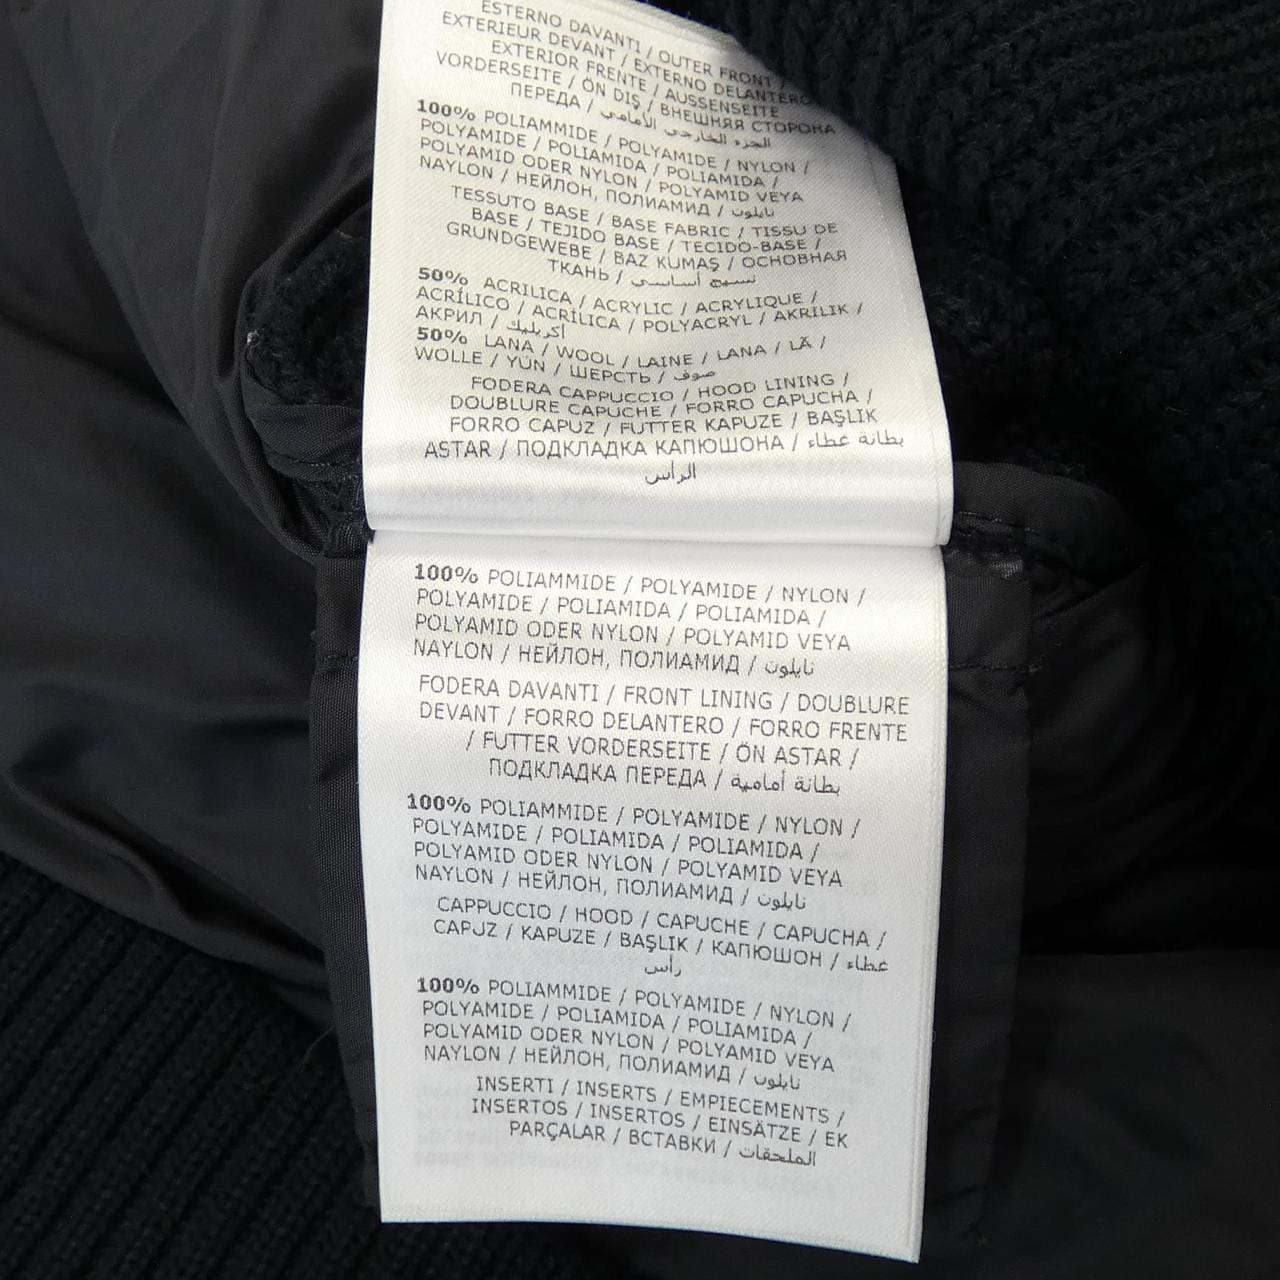 ESTERNO DAVANTI / OUTER FRONT /
EXTERIEUR DEVANT / EXTERNO DELANTERO
EXTERIOR FRENTE / AUSSENSEITE
VORDERSEITE / ÖN DIŞ / ВНЕШНЯЯ СТОРОНА
ПЕРЕДА / الجزء الخارجي الأمامي
100% POLIAMMIDE / POLYAMIDE / NYLON /
POLYAMIDE / POLIAMIDA / POLIAMIDA /
POLYAMID ODER NYLON / POLYAMID VEYA
NAYLON / НЕЙЛОН, ПОЛИАМИД / نايلون
TESSUTO BASE / BASE FABRIC / TISSU DE
BASE / TEJIDO BASE / TECIDO-BASE /
GRUNDGEWEBE / BAZ KUMAŞ / ОСНОВНАЯ
ТКАНЬ / نسيج أساسي
50% ACRILICA / ACRYLIC / ACRYLIQUE /
ACRÍLICO / ACRÍLICA / POLYACRYL / AKRILIK /
АКРИЛ / أكريليك
50% LANA / WOOL / LAINE / LANA / LÃ /
WOLLE / YÜN / ШЕРСТЬ / صوف
FODERA CAPPUCCIO / HOOD LINING /
DOUBLURE CAPUCHE / FORRO CAPUCHA /
FORRO CAPUZ / FUTTER KAPUZE / BAŞLIK
ASTAR / ПОДКЛАДКА КАПЮШОНА / بطانة غطاء
الرأس
100% POLIAMMIDE / POLYAMIDE / NYLON /
POLYAMIDE / POLIAMIDA / POLIAMIDA /
POLYAMID ODER NYLON / POLYAMID VEYA
NAYLON / НЕЙЛОН, ПОЛИАМИД / نايلون
FODERA DAVANTI / FRONT LINING / DOUBLURE
DEVANT / FORRO DELANTERO / FORRO FRENTE
/ FUTTER VORDERSEITE / ÖN ASTAR /
ПОДКЛАДКА ПЕРЕДА / بطانة أمامية
100% POLIAMMIDE / POLYAMIDE / NYLON /
POLYAMIDE / POLIAMIDA / POLIAMIDA /
POLYAMID ODER NYLON / POLYAMID VEYA
NAYLON / НЕЙЛОН, ПОЛИАМИД / نايلون
CAPPUCCIO / HOOD / CAPUCHE / CAPUCHA /
CAPUZ / KAPUZE / BAŞLIK / КАПЮШОН / غطاء
رأس
100% POLIAMMIDE / POLYAMIDE / NYLON /
POLYAMIDE / POLIAMIDA / POLIAMIDA /
POLYAMID ODER NYLON / POLYAMID VEYA
NAYLON / НЕЙЛОН, ПОЛИАМИД / نايلون
INSERTI / INSERTS / EMPIECEMENTS /
INSERTOS / INSERTOS / EINSÄTZE / EK
PARÇALAR / ВСТАВКИ / الملحقات